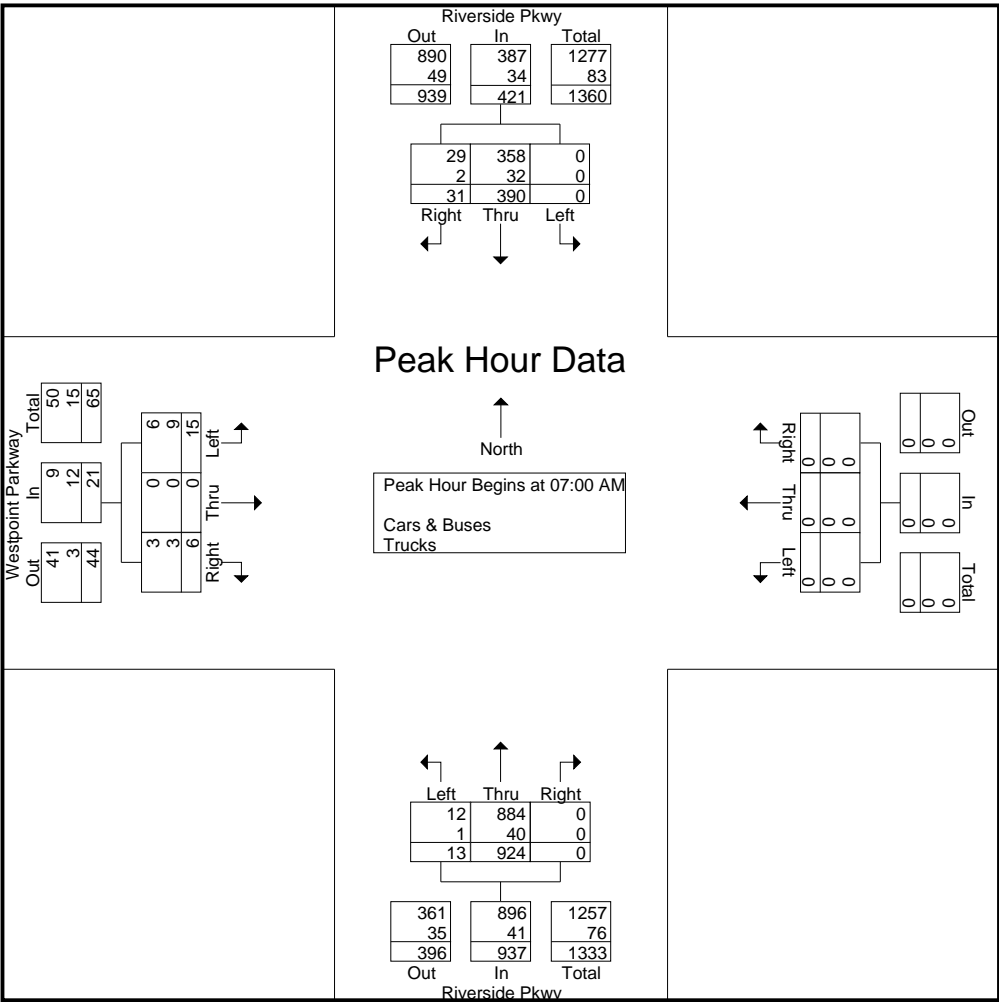 Riverside Pkwy
Out In Total
890 387 1277
49 34 83
939 421 1360
29 358 0
2 32 0
31 390 0
Right Thru Left
Peak Hour Data
North
Peak Hour Begins at 07:00 AM
Cars & Buses
Trucks
Westpoint Parkway
Out In Total
41 9 50
3 12 15
44 21 65
Right Thru Left
3 0 6
3 0 9
6 0 15
Out In Total
0 0 0
0 0 0
0 0 0
Right Thru Left
0 0 0
0 0 0
0 0 0
Left Thru Right
12 884 0
1 40 0
13 924 0
361 896 1257
35 41 76
396 937 1333
Out In Total
Riverside Pkwy